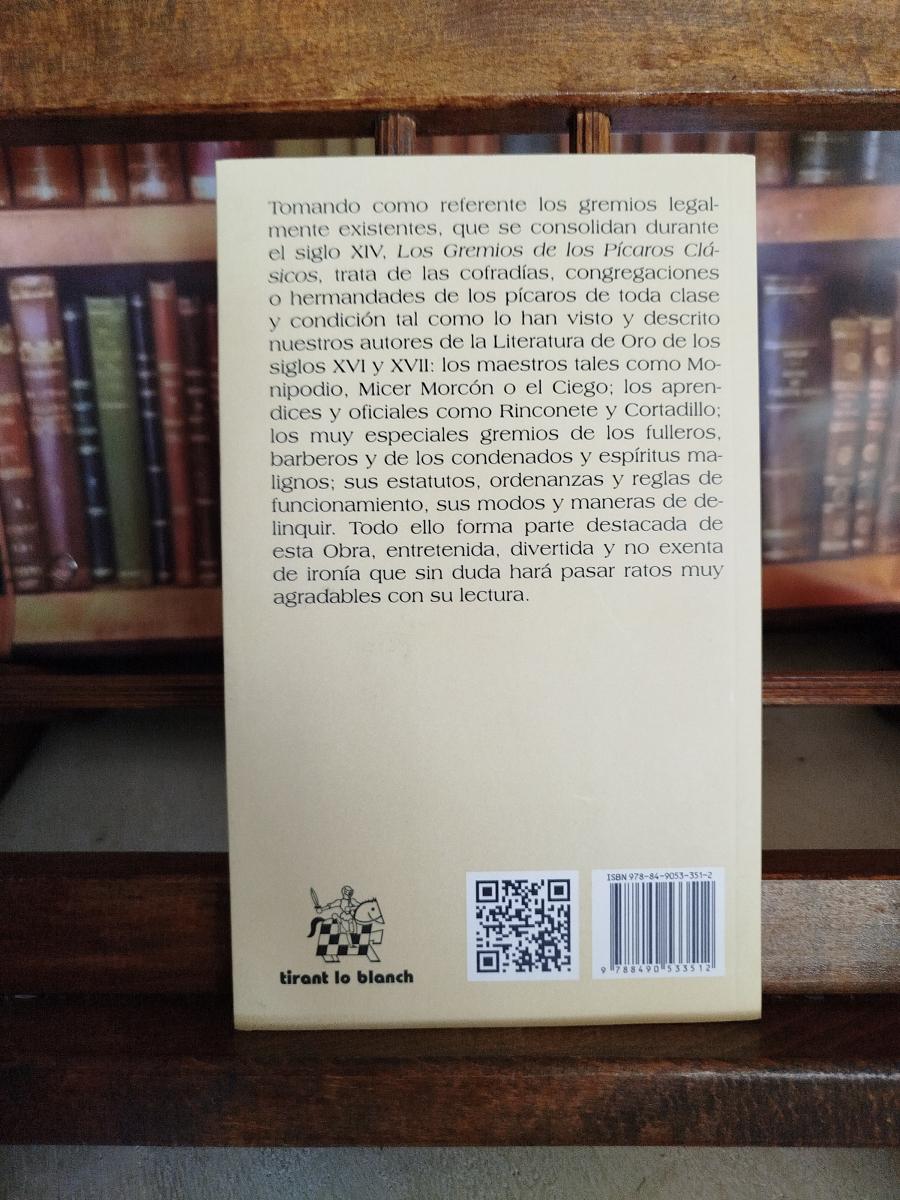 Tomando como referente los gremios legal-
mente existentes, que se consolidan durante
el siglo XIV, Los Gremios de los Pícaros Clá-
sicos, trata de las cofradías, congregaciones
o hermandades de los pícaros de toda clase
y condición tal como lo han visto y descrito
nuestros autores de la Literatura de Oro de los
siglos XVI y XVII: los maestros tales como Mo-
nipodio, Micer Morcón o el Ciego; los apren-
dices y oficiales como Rinconete y Cortadillo;
los muy especiales gremios de los fulleros,
barberos y de los condenados y espíritus ma-
lignos; sus estatutos, ordenanzas y reglas de
funcionamiento, sus modos y maneras de de-
linquir. Todo ello forma parte destacada de
esta Obra, entretenida, divertida y no exenta
de ironía que sin duda hará pasar ratos muy
agradables con su lectura.
tirant lo blanch
ISBN 978-84-9053-351-2
9 788490 533512